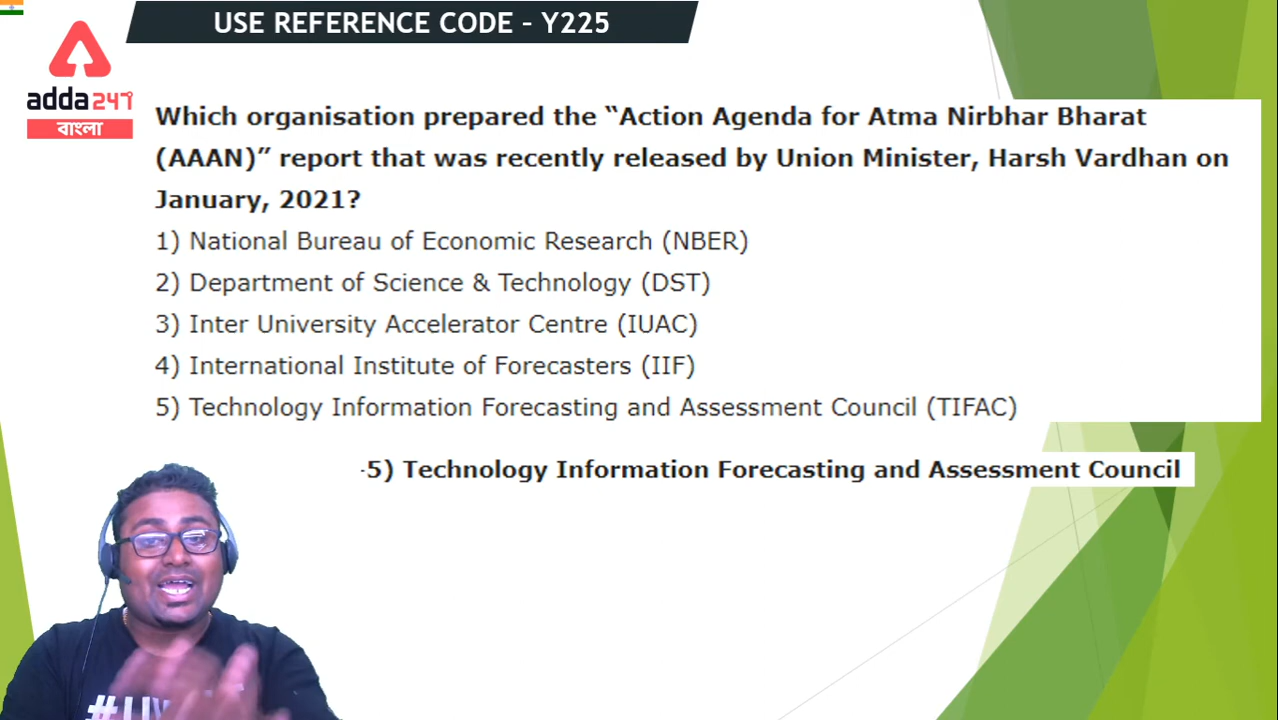 USE REFERENCE CODE - Y225
adda247
বাংলা
Which organisation prepared the “Action Agenda for Atma Nirbhar Bharat
(AAAN)” report that was recently released by Union Minister, Harsh Vardhan on
January, 2021?
1) National Bureau of Economic Research (NBER)
2) Department of Science & Technology (DST)
3) Inter University Accelerator Centre (IUAC)
4) International Institute of Forecasters (IIF)
5) Technology Information Forecasting and Assessment Council (TIFAC)
-5) Technology Information Forecasting and Assessment Council